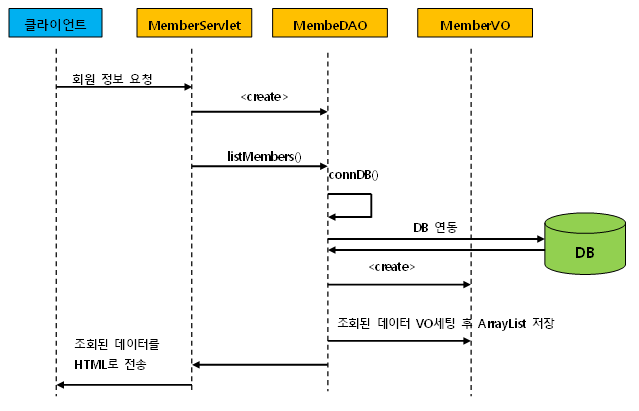 클라이언트
MemberServlet
MembeDAO
MemberVO
회원 정보 요청
<create>
listMembers()
connDB()
DB 연동
DB
<create>
조회된 데이터 VO세팅 후 ArrayList 저장
조회된 데이터를
HTML로 전송